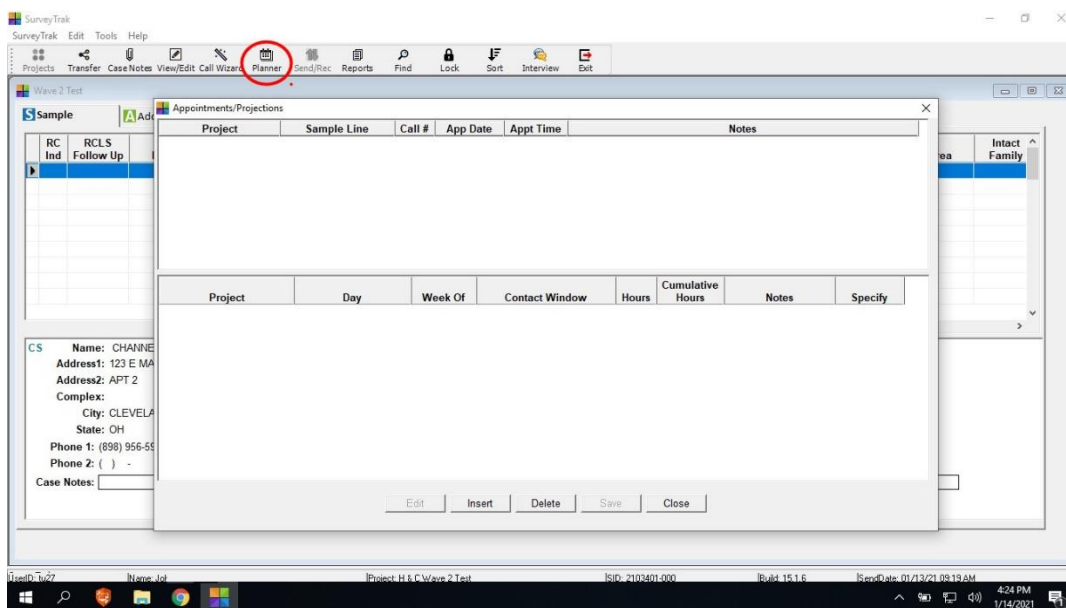 SurveyTrak
SurveyTrak Edit Tools Help
Projects Transfer Case Notes View/Edit Call Wizard Planner Send/Rec Reports Find Lock Sort Interview Exit
Wave 2 Test
Sample
Appointments/Projections
Project Sample Line Call # App Date Appt Time Notes
RC Ind RCLS Follow Up Intact Family
Project Day Week Of Contact Window Hours Cumulative Hours Notes Specify
CS Name: CHANNE
Address1: 123 E MA
Address2: APT 2
Complex:
City: CLEVELA
State: OH
Phone 1: (898) 956-59
Phone 2: ( ) -
Case Notes:
Edit Insert Delete Save Close
UserID: tu27 Name: Joh Project: H & C Wave 2 Test SID: 2103401-000 Build: 15.1.6 SendDate: 01/13/21 09:19 AM
4:24 PM
1/14/2021